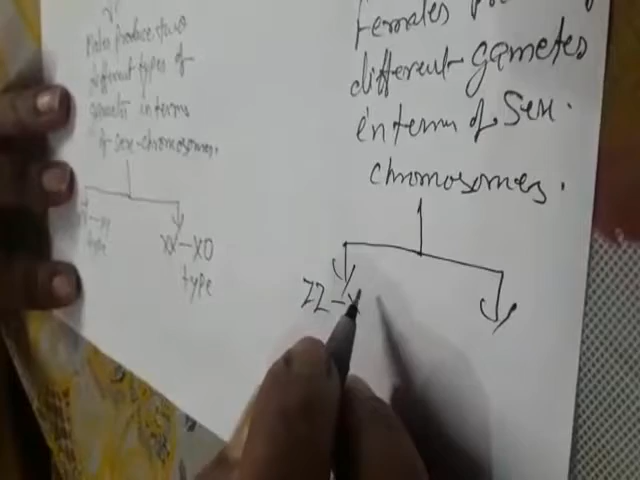 Males produce two
different types of
gametes in terms
of sex-chromosomes.
type
XX-XO
type
Females
different gametes
in term of Sex.
chromosomes.
ZZ-